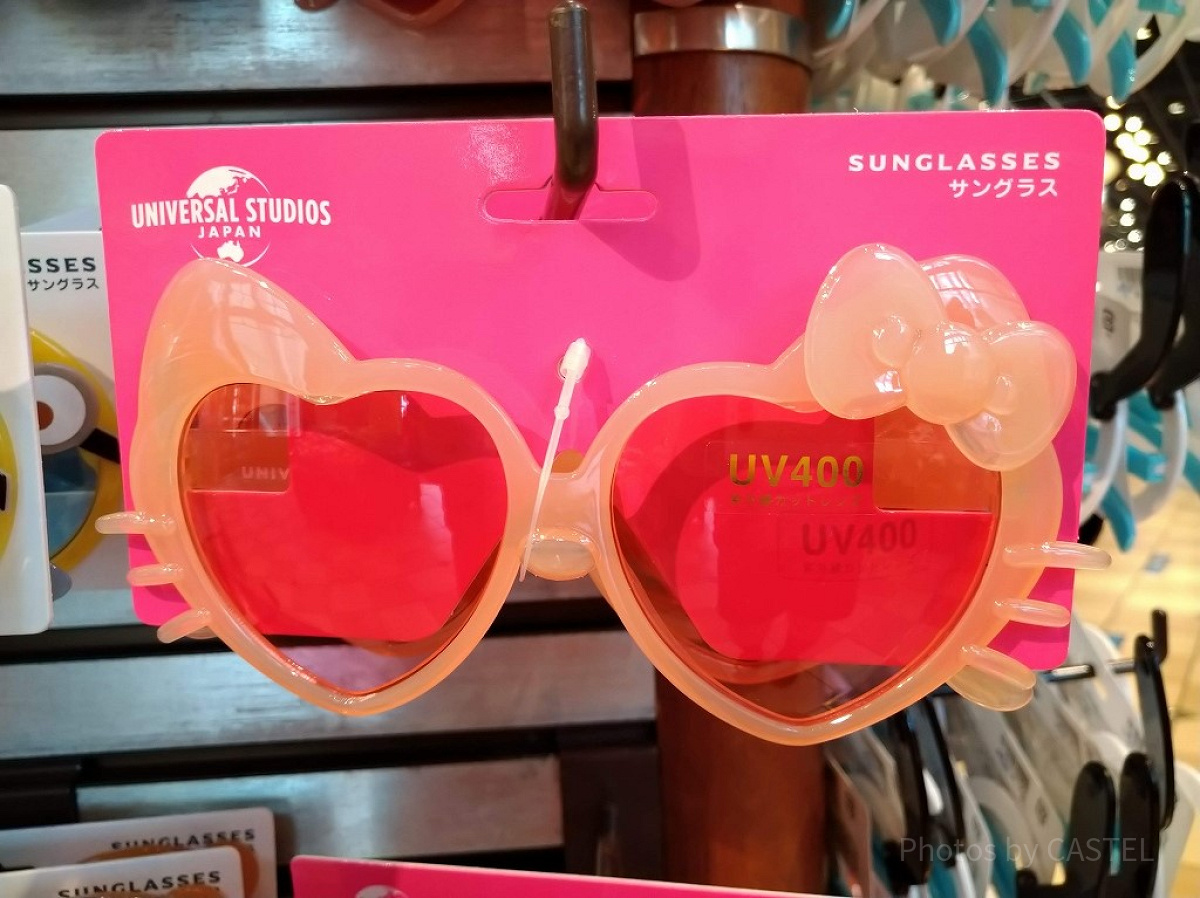 UNIVERSAL STUDIOS
JAPAN
SUNGLASSES
サングラス
SSES
サングラス
UV400
UV400
SUNGLASSES
SUNGLASSES
Photos by CASTEL